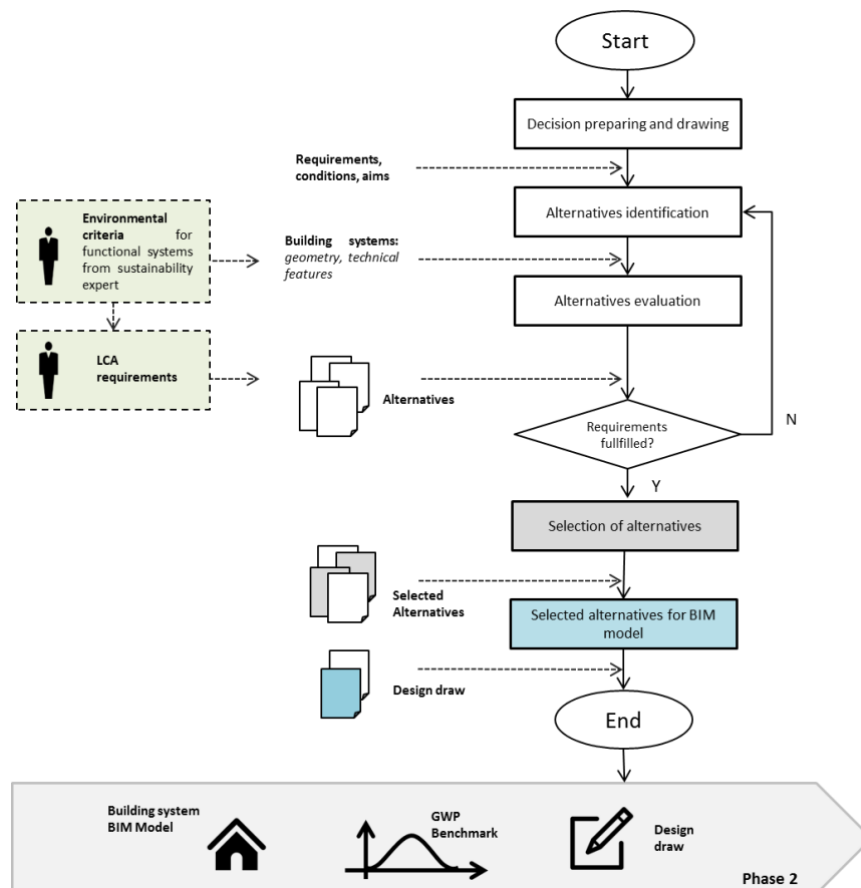 Start
Decision preparing and drawing
Requirements,
conditions, aims
Alternatives identification
Environmental
criteria for
functional systems
from sustainability
expert
Building systems:
geometry, technical
features
Alternatives evaluation
LCA
requirements
Alternatives
Requirements
fullfilled?
N
Y
Selection of alternatives
Selected
Alternatives
Selected alternatives for BIM
model
Design draw
End
Building system
BIM Model
GWP
Benchmark
Design
draw
Phase 2